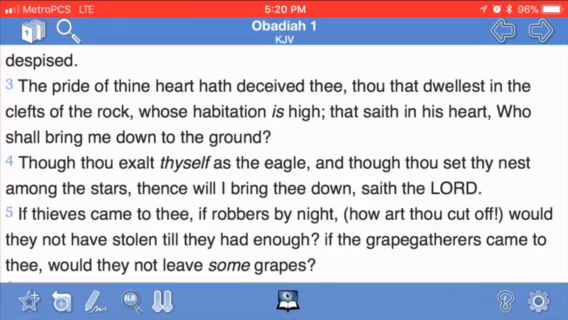 MetroPCS LTE 5:20 PM 96%
Obadiah 1
KJV
despised.
3 The pride of thine heart hath deceived thee, thou that dwellest in the
clefts of the rock, whose habitation is high; that saith in his heart, Who
shall bring me down to the ground?
4 Though thou exalt thyself as the eagle, and though thou set thy nest
among the stars, thence will I bring thee down, saith the LORD.
5 If thieves came to thee, if robbers by night, (how art thou cut off!) would
they not have stolen till they had enough? if the grapegatherers came to
thee, would they not leave some grapes?